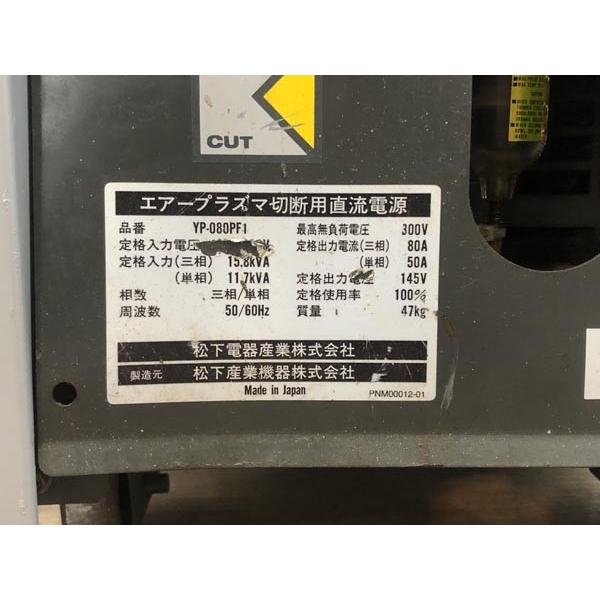 CUT
エアープラズマ切断用直流電源
品番 YP-080PF1 最高無負荷電圧 300V
定格入力電圧 定格出力電流(三相) 80A
定格入力(三相) 15.8kVA (単相) 50A
(単相) 11.7kVA 定格出力電圧 145V
相数 三相/単相 定格使用率 100%
周波数 50/60Hz 質量 47kg
松下電器産業株式会社
製造元 松下産業機器株式会社
Made in Japan
PNM00012-01